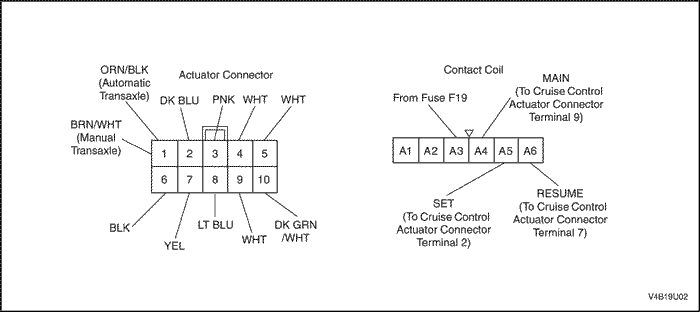 ORN/BLK
(Automatic
Transaxle)
Actuator Connector
DK BLU
PNK
WHT
WHT
BRN/WHT
(Manual
Transaxle)
1 2 3 4 5
6 7 8 9 10
BLK
YEL
LT BLU
WHT
DK GRN
/WHT
Contact Coil
MAIN
(To Cruise Control
Actuator Connector
Terminal 9)
From Fuse F19
A1 A2 A3 A4 A5 A6
SET
(To Cruise Control
Actuator Connector
Terminal 2)
RESUME
(To Cruise Control
Actuator Connector
Terminal 7)
V4B19U02